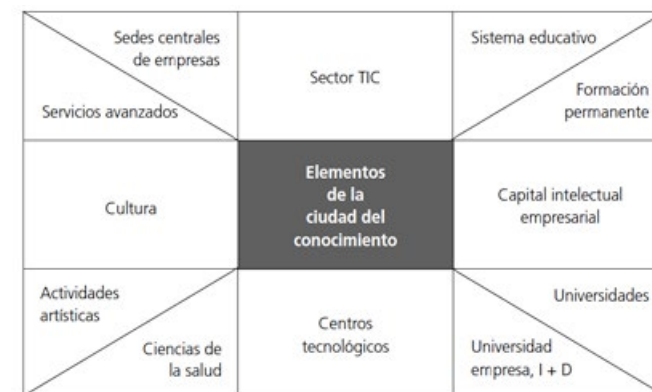 Sedes centrales
de empresas
Servicios avanzados
Sector TIC
Sistema educativo
Formación
permanente
Cultura
Elementos
de la
ciudad del
conocimiento
Capital intelectual
empresarial
Actividades
artísticas
Ciencias de
la salud
Centros
tecnológicos
Universidades
Universidad
empresa, I + D